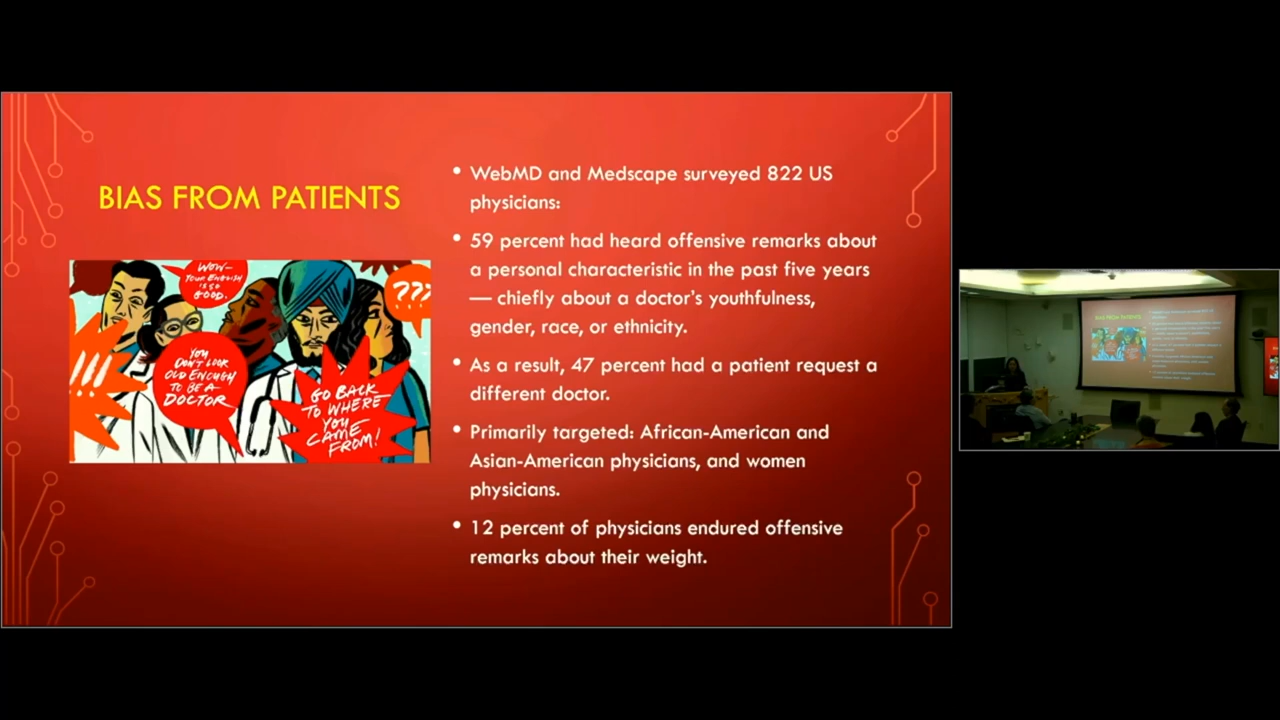 BIAS FROM PATIENTS
WOW–
YOUR ENGLISH
IS SO
GOOD.
???
!!!
YOU
DON'T LOOK
OLD ENOUGH
TO BE A
DOCTOR
GO BACK
TO WHERE
YOU
CAME
FROM!
• WebMD and Medscape surveyed 822 US
physicians:
• 59 percent had heard offensive remarks about
a personal characteristic in the past five years
— chiefly about a doctor's youthfulness,
gender, race, or ethnicity.
• As a result, 47 percent had a patient request a
different doctor.
• Primarily targeted: African-American and
Asian-American physicians, and women
physicians.
• 12 percent of physicians endured offensive
remarks about their weight.
BIAS FROM PATIENTS